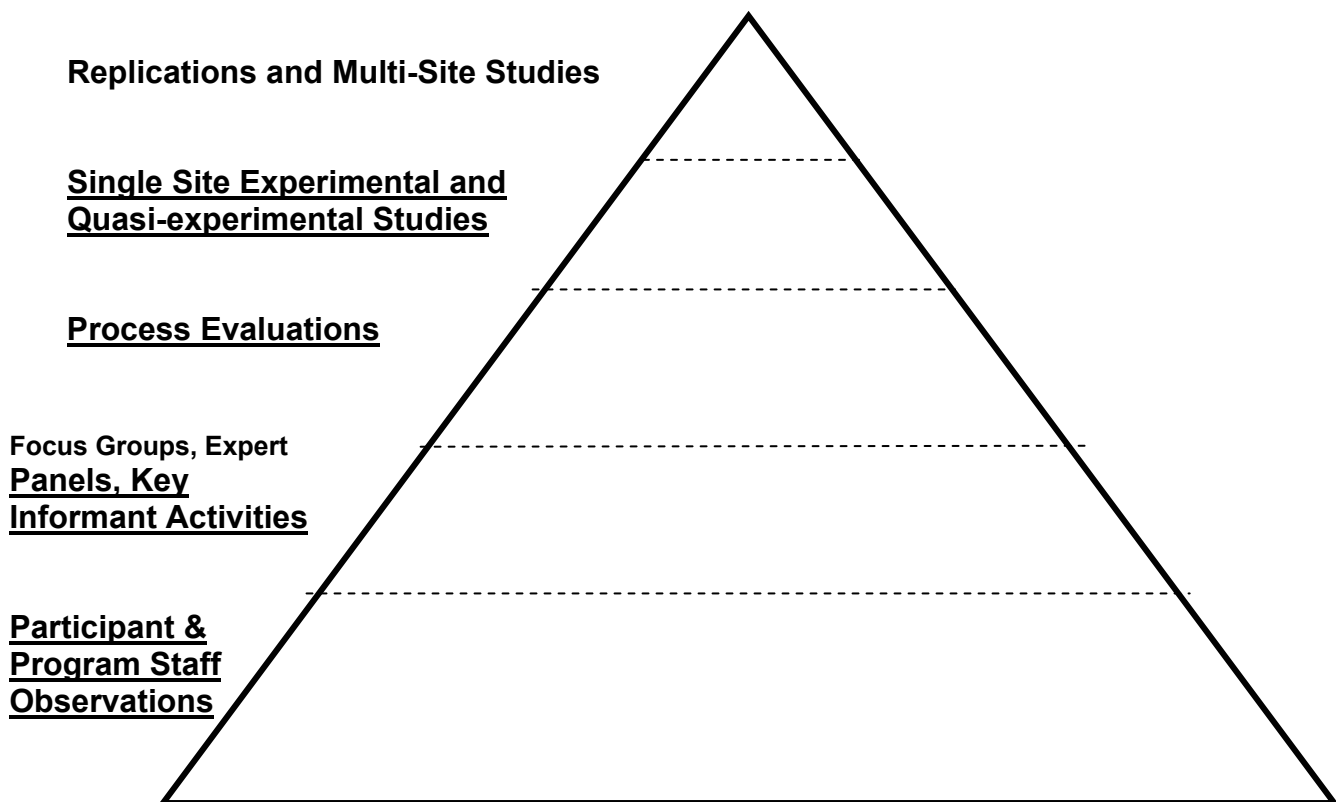 Replications and Multi-Site Studies
Single Site Experimental and
Quasi-experimental Studies
Process Evaluations
Focus Groups, Expert
Panels, Key
Informant Activities
Participant &
Program Staff
Observations